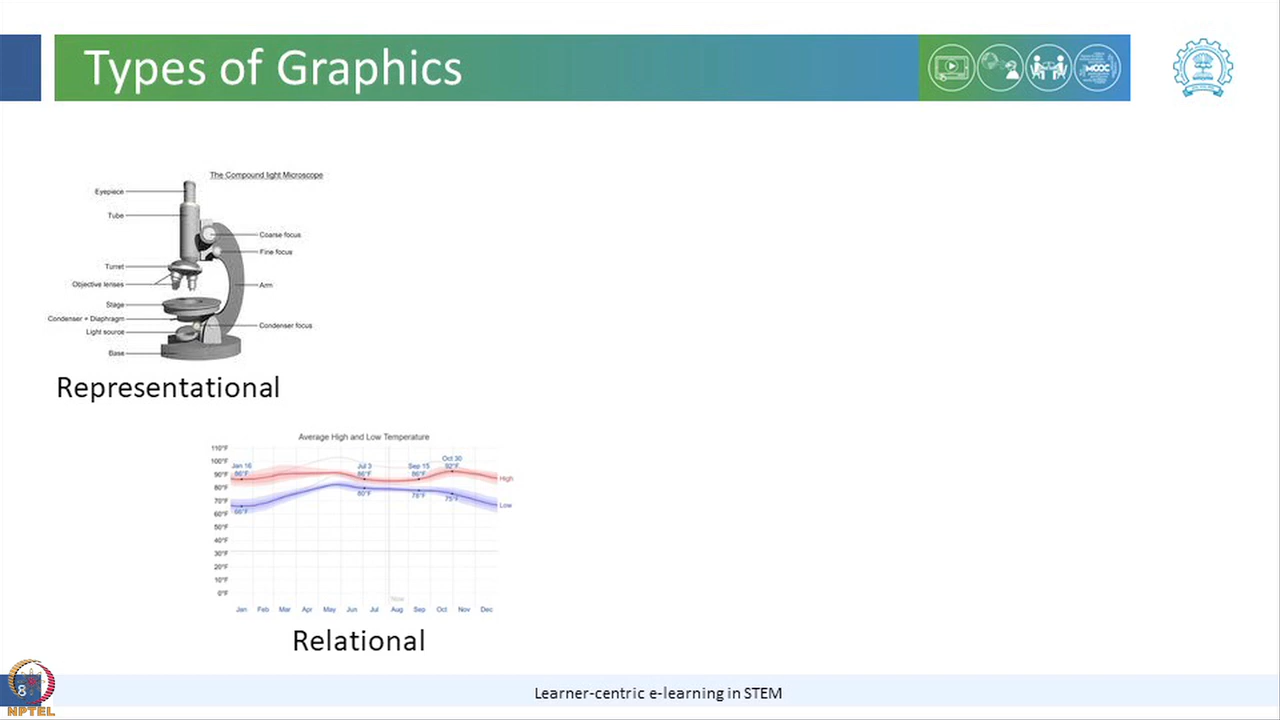 Types of Graphics
MOOC
The Compound light Microscope
Eyepiece
Tube
Coarse focus
Fine focus
Turret
Objective lenses
Arm
Stage
Condenser + Diaphragm
Condenser focus
Light source
Base
Representational
Average High and Low Temperature
110°F
100°F
90°F
80°F
70°F
60°F
50°F
40°F
30°F
20°F
10°F
0°F
Jan 16
86°F
Jul 3
86°F
Sep 15
86°F
Oct 30
92°F
High
66°F
80°F
78°F
75°F
Low
Now
Jan Feb Mar Apr May Jun Jul Aug Sep Oct Nov Dec
Relational
8
NPTEL
Learner-centric e-learning in STEM